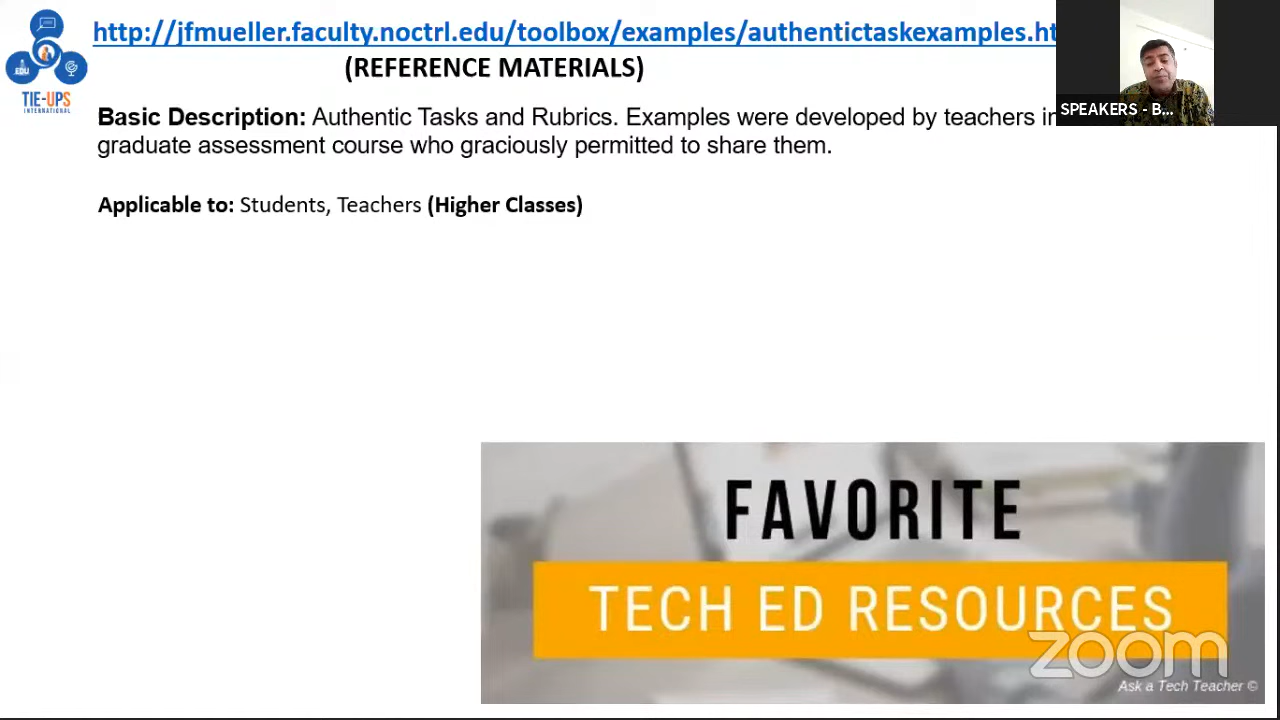 http://jfmueller.faculty.noctrl.edu/toolbox/examples/authentictaskexamples.ht
(REFERENCE MATERIALS)
EDU
TIE-UPS
INTERNATIONAL
SPEAKERS - B...
Basic Description: Authentic Tasks and Rubrics. Examples were developed by teachers in
graduate assessment course who graciously permitted to share them.
Applicable to: Students, Teachers (Higher Classes)
FAVORITE
TECH ED RESOURCES
zoom
Ask a Tech Teacher ©